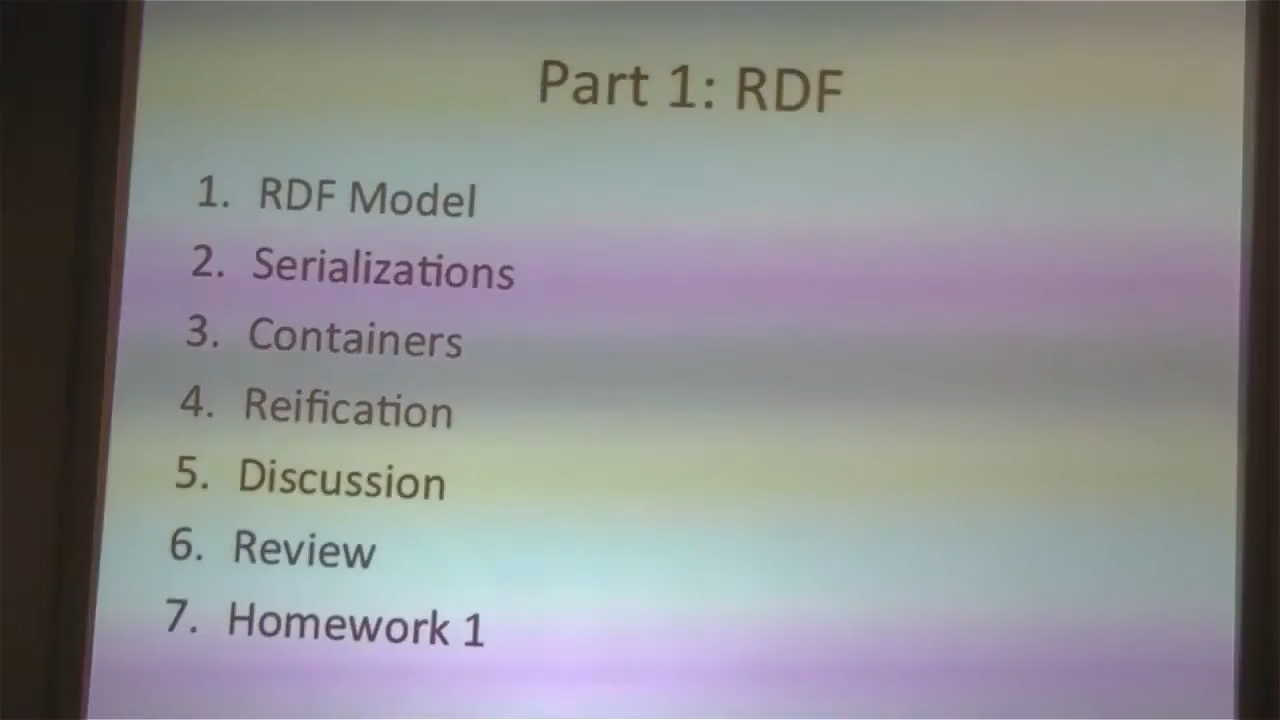 Part 1: RDF
1. RDF Model
2. Serializations
3. Containers
4. Reification
5. Discussion
6. Review
7. Homework 1